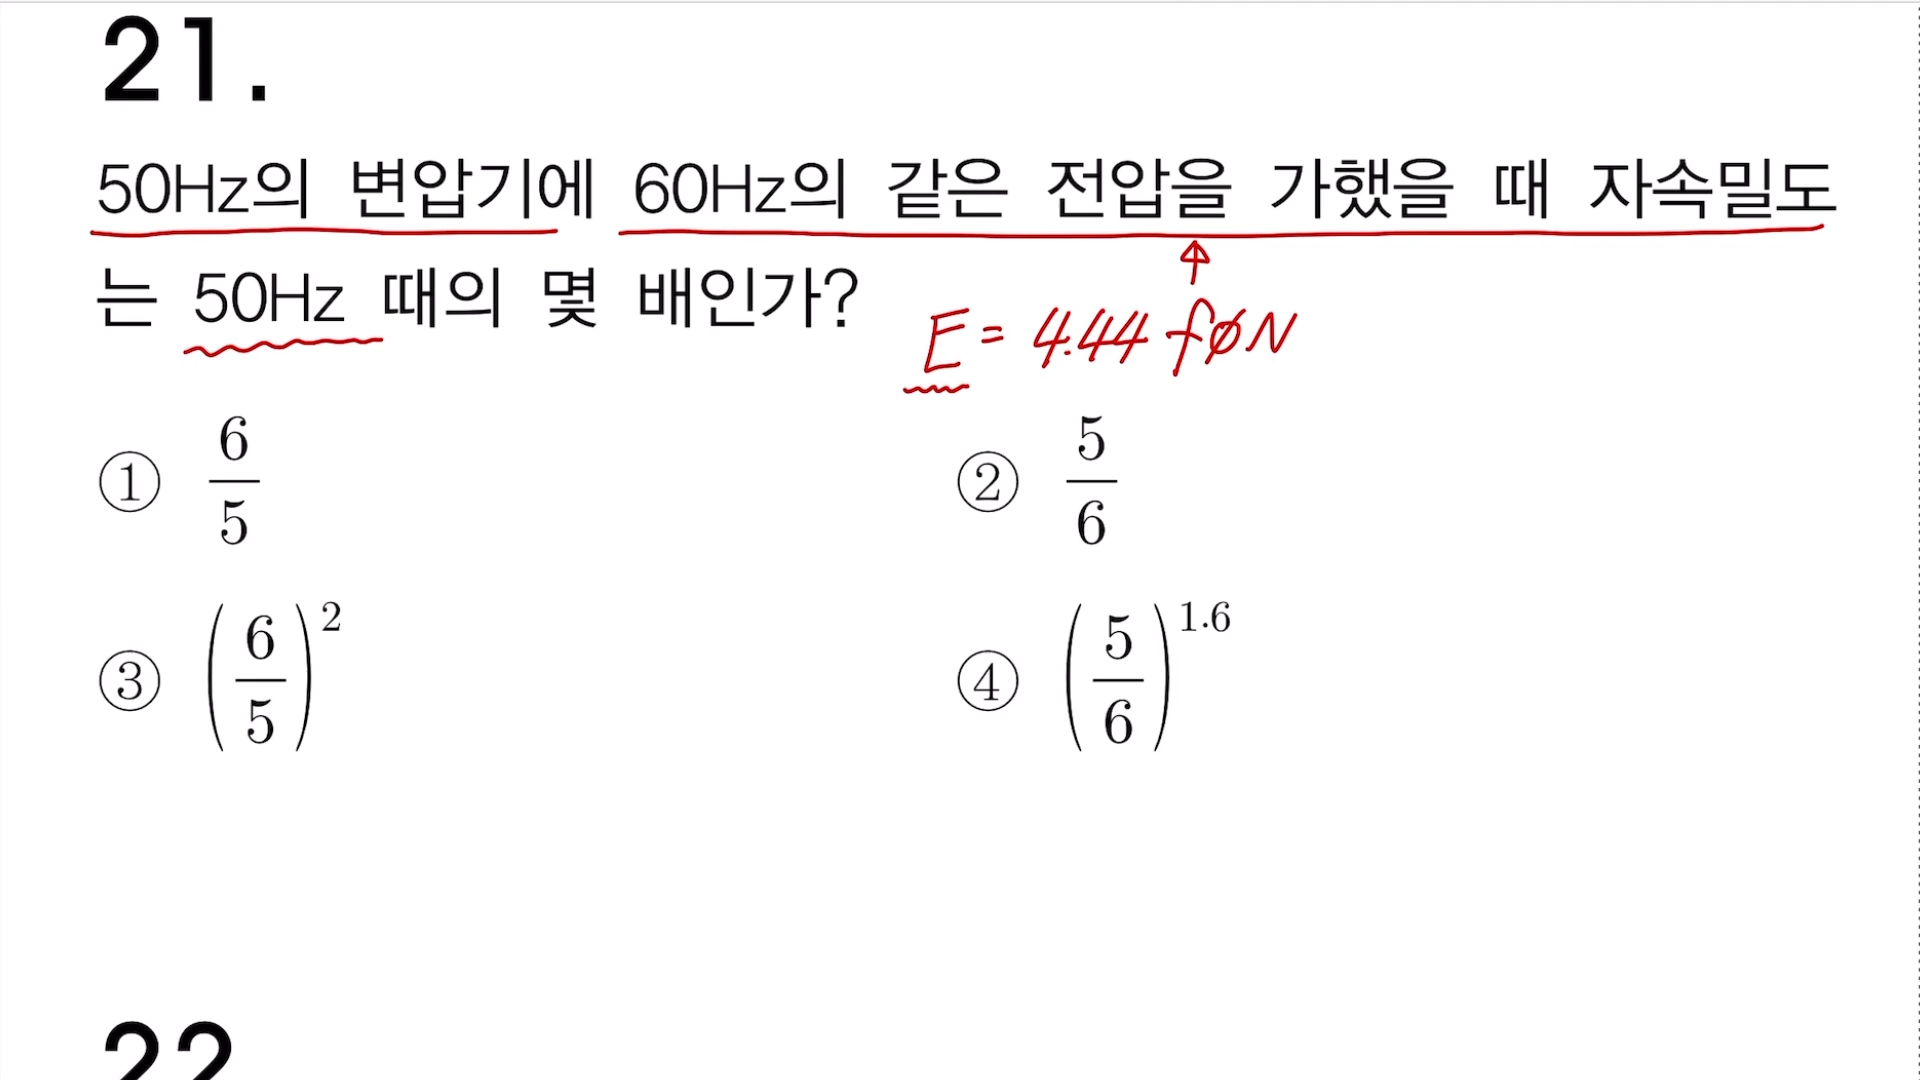 21.
50Hz의 변압기에 60Hz의 같은 전압을 가했을 때 자속밀도
는 50Hz 때의 몇 배인가?
E = 4.44 fØN
① 6/5
② 5/6
③ (6/5)^2
④ (5/6)^1.6
22